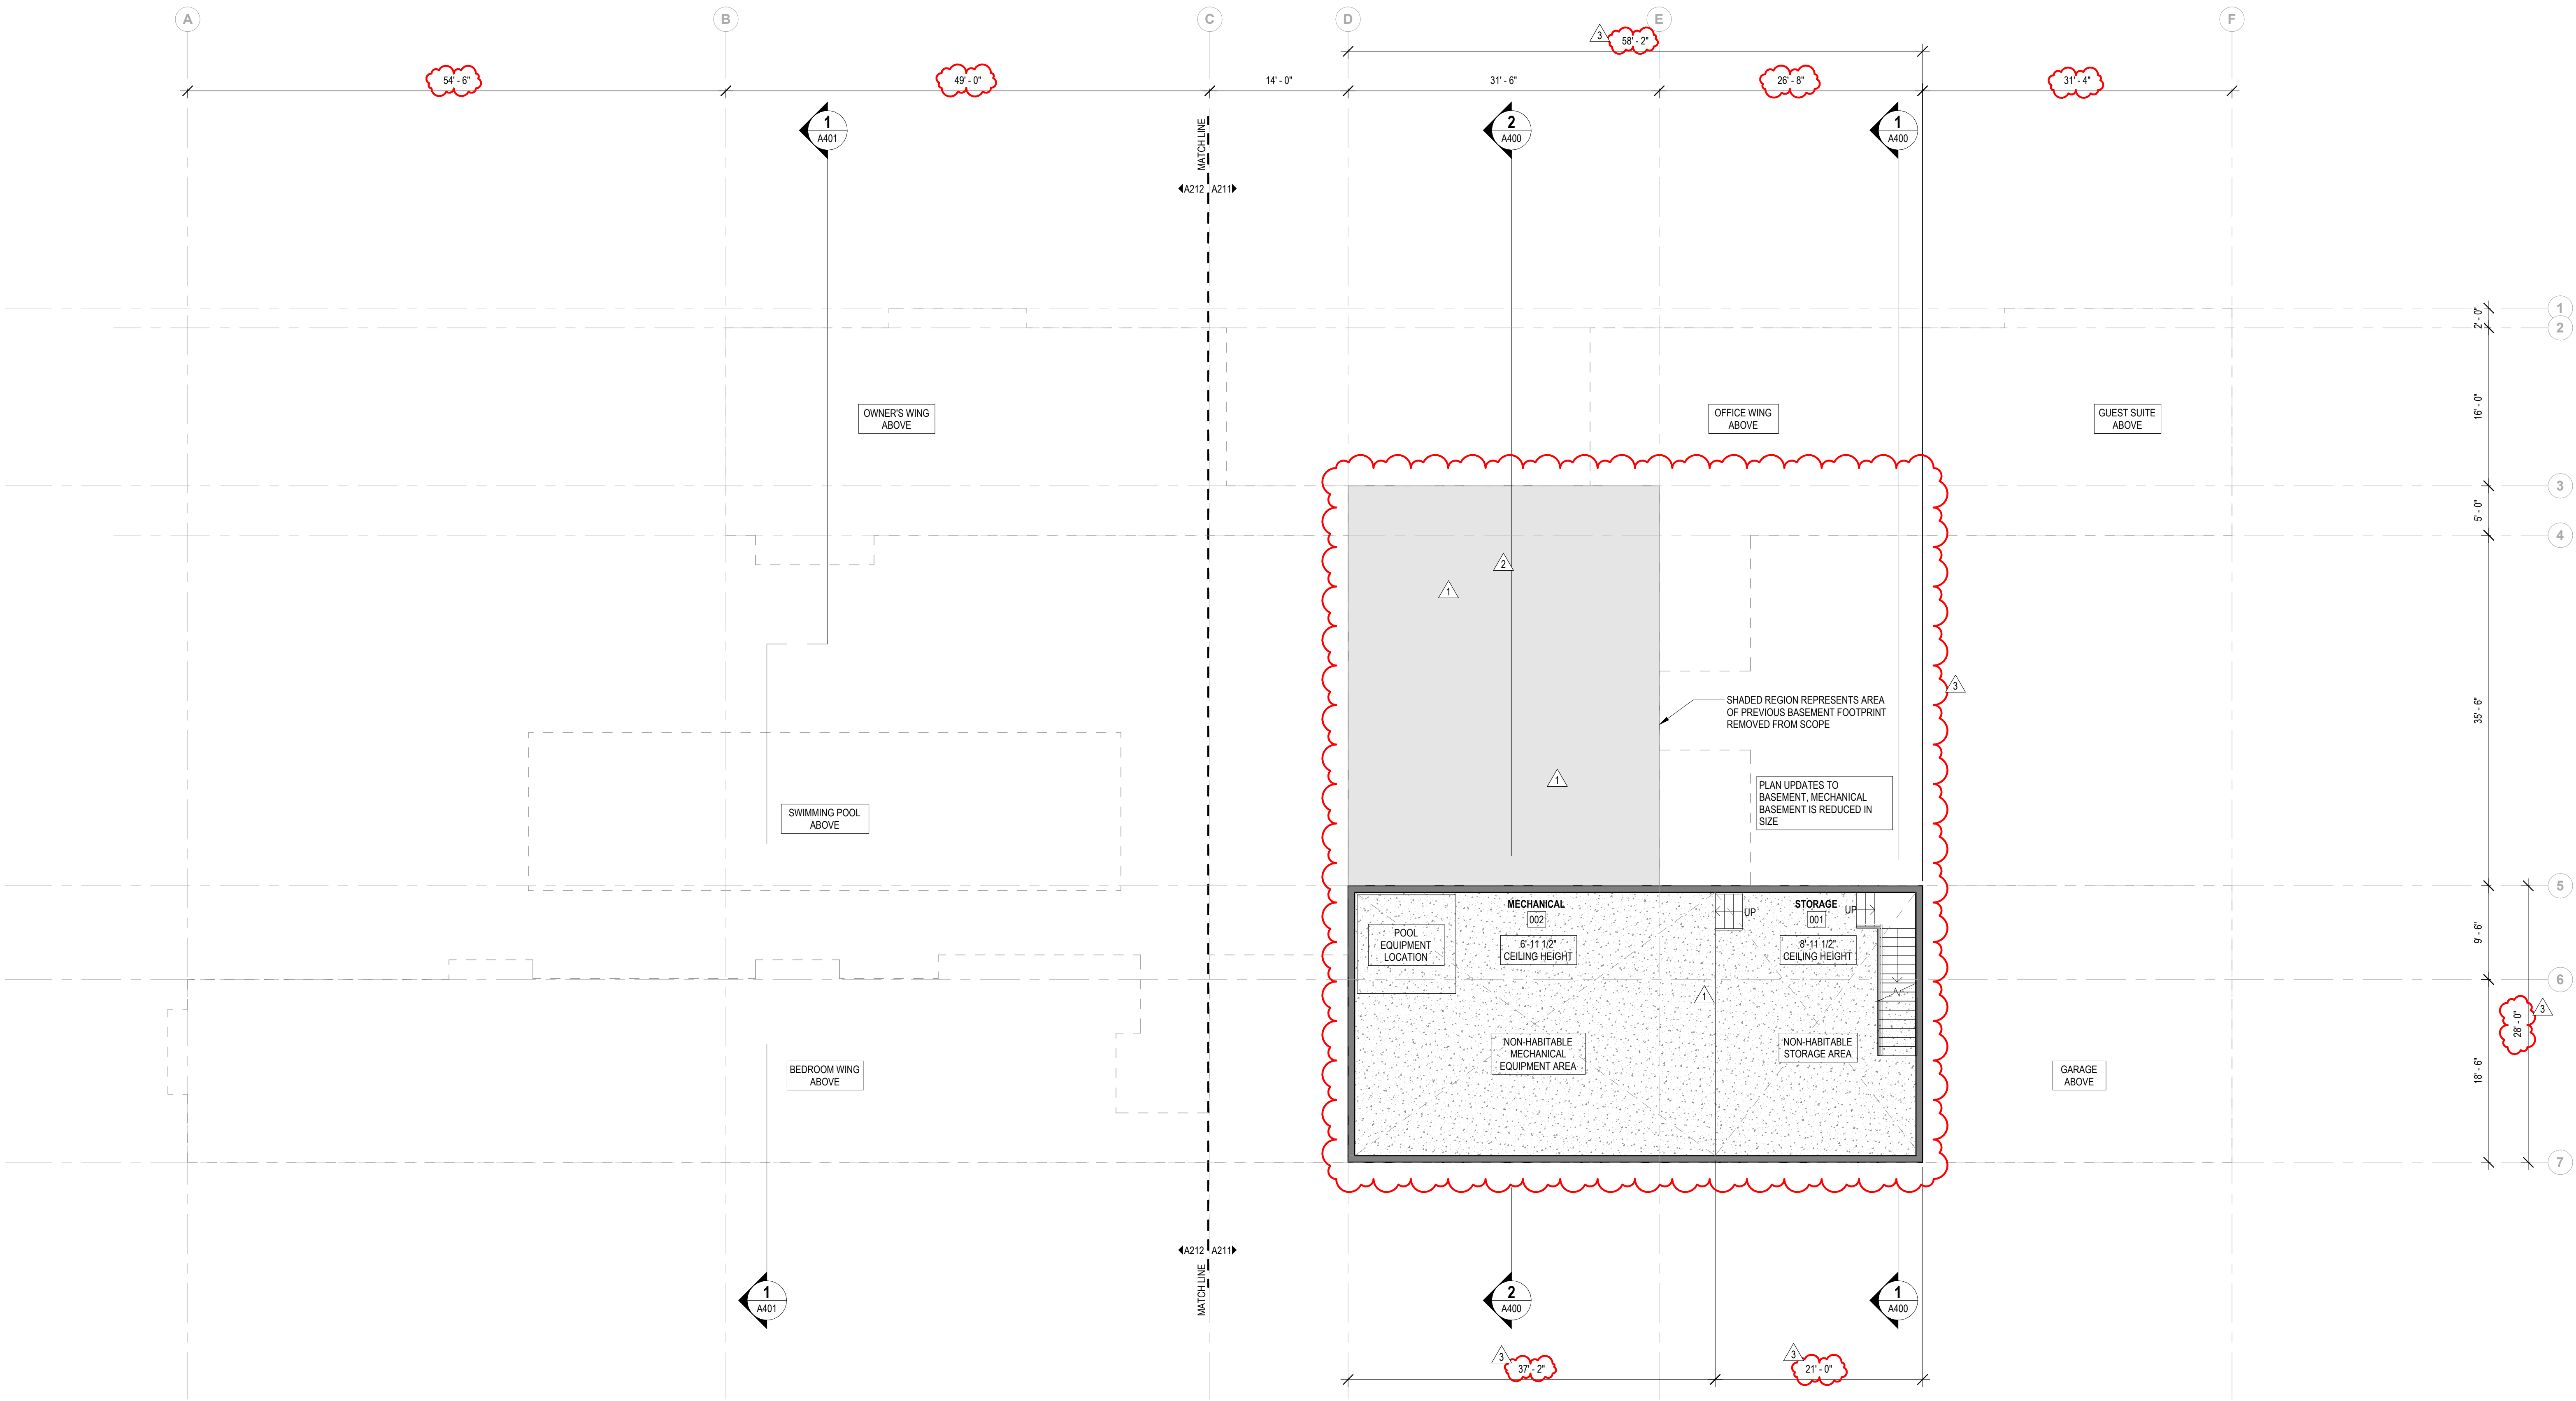 A B C D E F
3
58' - 2"
54' - 6" 49' - 0" 14' - 0" 31' - 6" 26' - 8" 31' - 4"
1
A401
2
A400
1
A400
MATCH LINE
A212 A211
1
2' - 0"
2
OWNER'S WING
ABOVE
OFFICE WING
ABOVE
GUEST SUITE
ABOVE
16' - 0"
3
5' - 0"
4
2
1
3
SHADED REGION REPRESENTS AREA
OF PREVIOUS BASEMENT FOOTPRINT
REMOVED FROM SCOPE
35' - 6"
1
PLAN UPDATES TO
BASEMENT, MECHANICAL
BASEMENT IS REDUCED IN
SIZE
SWIMMING POOL
ABOVE
5
MECHANICAL
002
6'-11 1/2"
CEILING HEIGHT
UP
STORAGE
001
8'-11 1/2"
CEILING HEIGHT
UP
POOL
EQUIPMENT
LOCATION
9' - 6"
6
1
3
28' - 0"
NON-HABITABLE
MECHANICAL
EQUIPMENT AREA
NON-HABITABLE
STORAGE AREA
BEDROOM WING
ABOVE
GARAGE
ABOVE
18' - 6"
7
A212 A211
MATCH LINE
1
A401
2
A400
1
A400
3
37' - 2"
3
21' - 0"